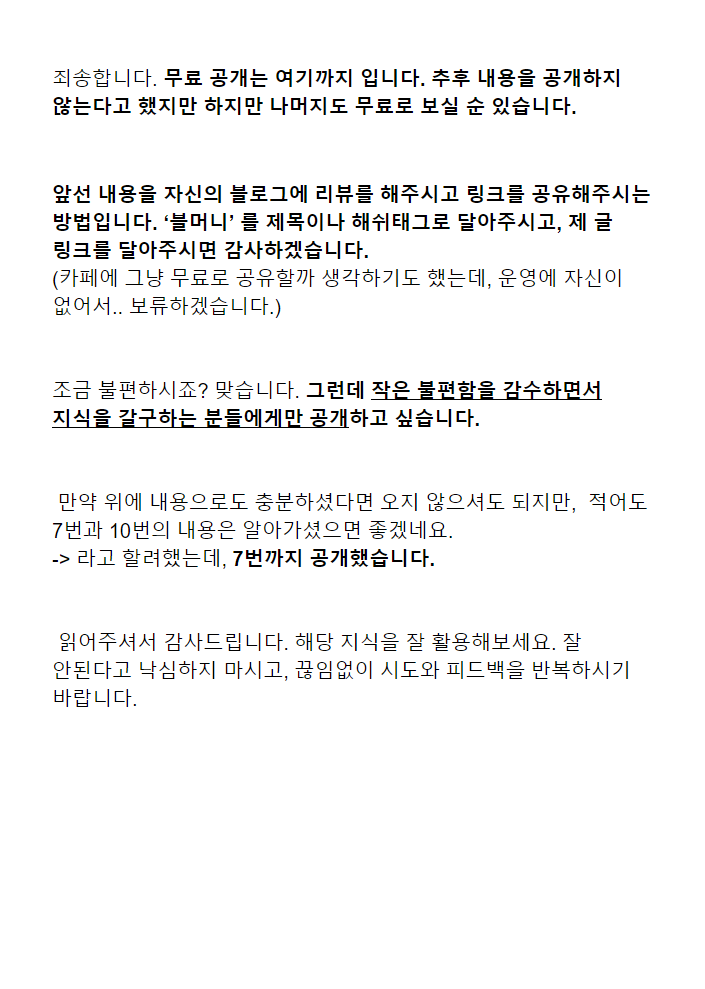 죄송합니다. 무료 공개는 여기까지 입니다. 추후 내용을 공개하지
않는다고 했지만 하지만 나머지도 무료로 보실 순 있습니다.
앞선 내용을 자신의 블로그에 리뷰를 해주시고 링크를 공유해주시는
방법입니다. ‘블머니’ 를 제목이나 해쉬태그로 달아주시고, 제 글
링크를 달아주시면 감사하겠습니다.
(카페에 그냥 무료로 공유할까 생각하기도 했는데, 운영에 자신이
없어서.. 보류하겠습니다.)
조금 불편하시죠? 맞습니다. 그런데 작은 불편함을 감수하면서
지식을 갈구하는 분들에게만 공개하고 싶습니다.
만약 위에 내용으로도 충분하셨다면 오지 않으셔도 되지만, 적어도
7번과 10번의 내용은 알아가셨으면 좋겠네요.
-> 라고 할려했는데, 7번까지 공개했습니다.
읽어주셔서 감사드립니다. 해당 지식을 잘 활용해보세요. 잘
안된다고 낙심하지 마시고, 끊임없이 시도와 피드백을 반복하시기
바랍니다.